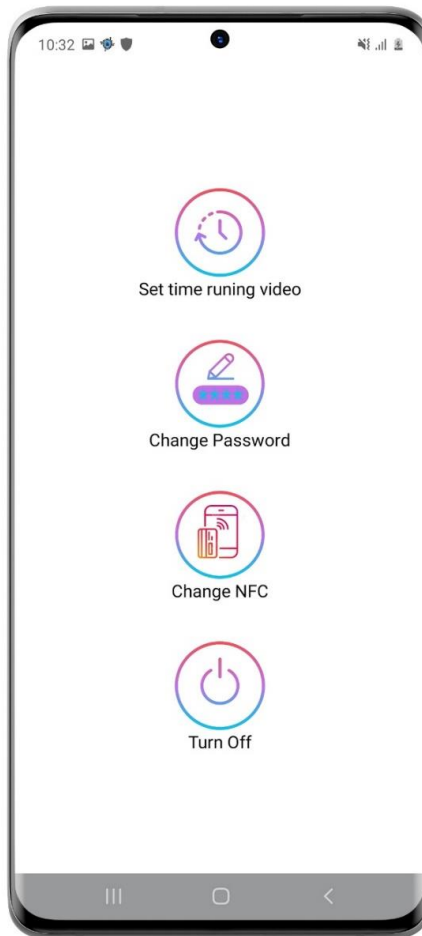 10:32
Set time runing video
Change Password
Change NFC
Turn Off